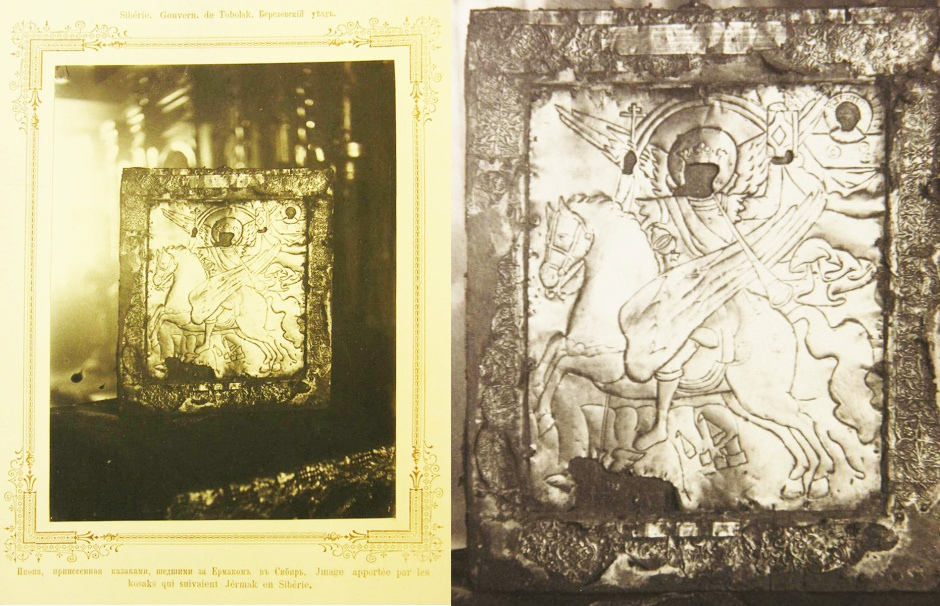 Sibérie, Gouvern. de Tobolsk, Березовскій уѣздъ.
Икона, принесенная казаками, шедшими за Ермакомъ въ Сибирь. Jmage apportée par les
kosaks qui suivaient Jérmak en Sibérie.